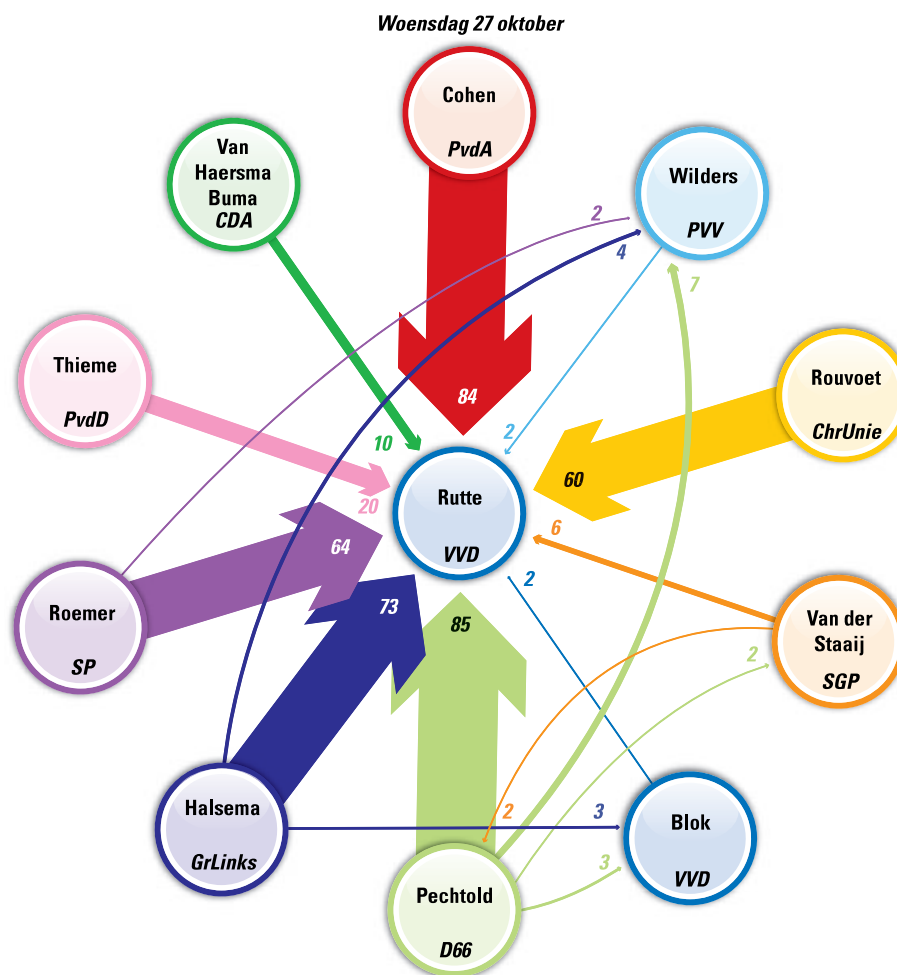 Woensdag 27 oktober
Cohen
PvdA
Van
Haersma
Buma
CDA
Wilders
PVV
2
4
7
Thieme
PvdD
Rouvoet
ChrUnie
84
10
2
20
60
Rutte
VVD
6
64
2
73
85
Roemer
SP
Van der
Staaij
SGP
2
Halsema
GrLinks
3
2
Blok
VVD
3
Pechtold
D66